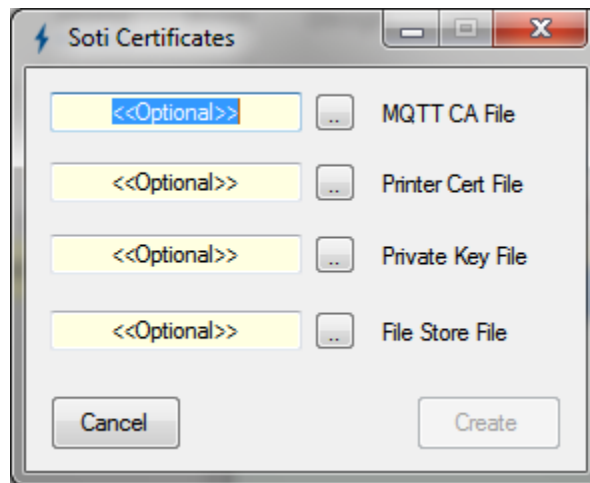 Soti Certificates
<<Optional>> .. MQTT CA File
<<Optional>> .. Printer Cert File
<<Optional>> .. Private Key File
<<Optional>> .. File Store File
Cancel Create